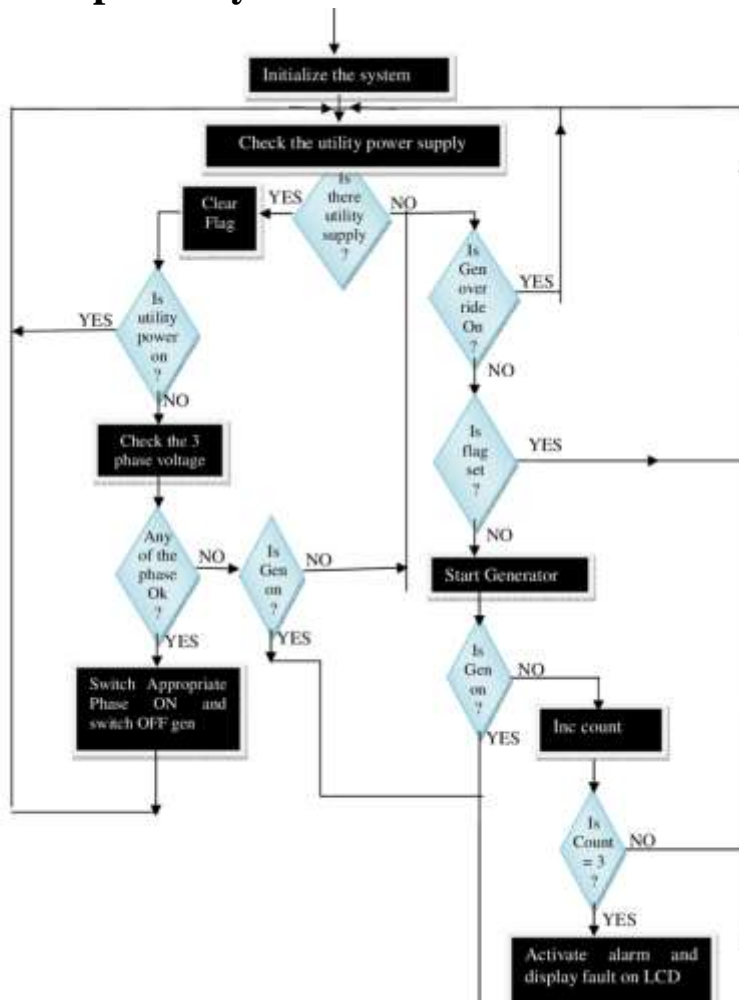 Initialize the system
Check the utility power supply
Is
there
utility
supply
?
YES
NO
Clear
Flag
Is
Gen
over
ride
On
?
YES
NO
Is
utility
power
on
?
YES
NO
Check the 3
phase voltage
Is
flag
set
?
YES
NO
Any
of the
phase
Ok
?
NO
YES
Is
Gen
on
?
NO
YES
Start Generator
Switch Appropriate
Phase ON and
switch OFF gen
Is
Gen
on
?
NO
YES
Inc count
Is
Count
= 3
?
NO
YES
Activate alarm and
display fault on LCD